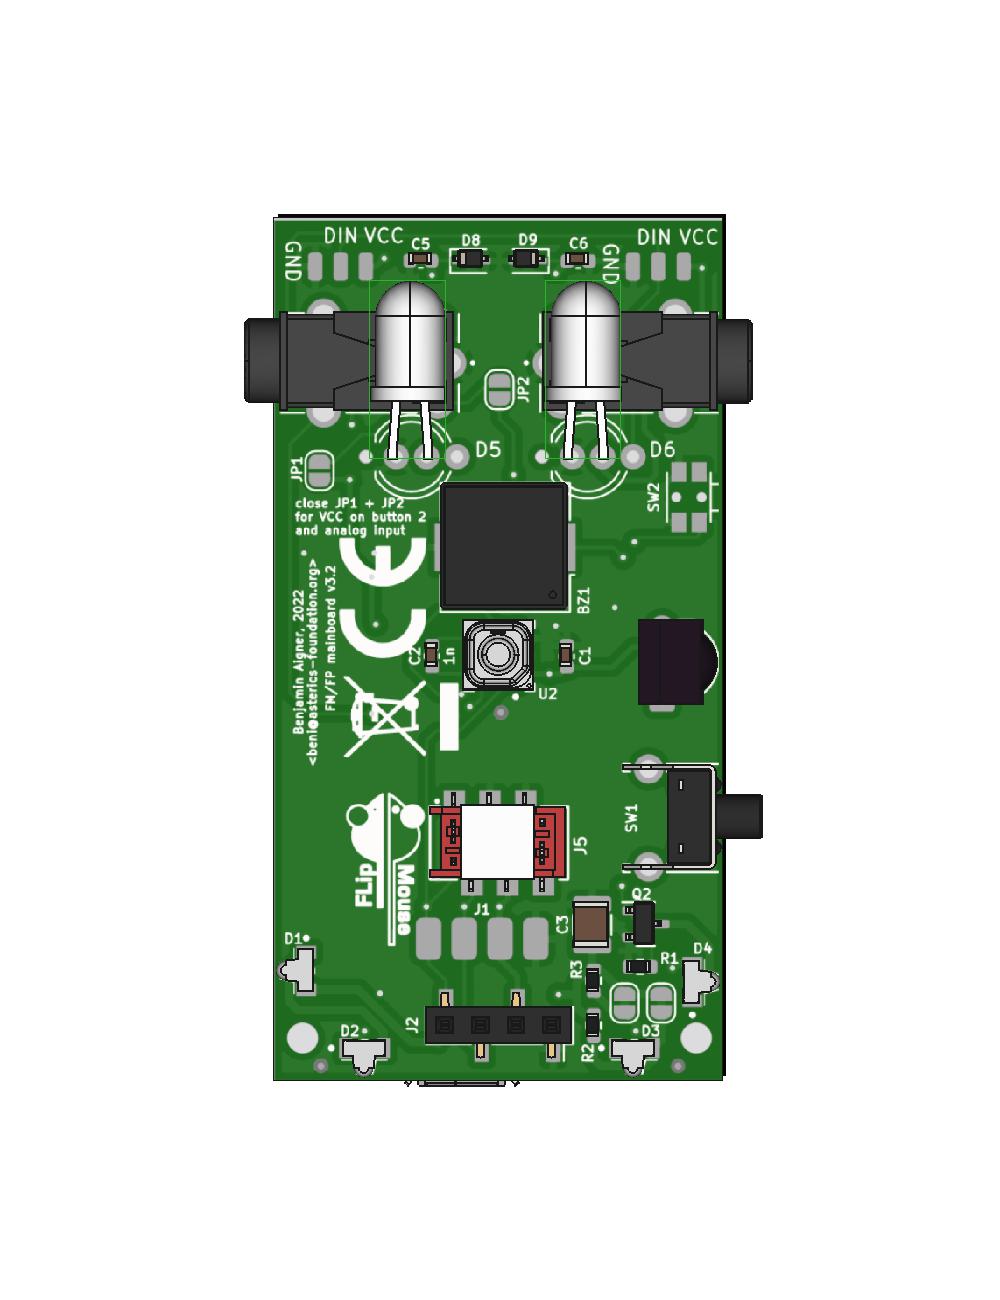 DIN VCC
GND
C5
D8
D9
C6
GND
DIN VCC
JP2
D5
D6
JP1
SW2
close JP1 + JP2
for VCC on button 2
and analog input
BZ1
Benjamin Aigner, 2022
<beni@asterics-foundation.org>
FM/FP mainboard v3.2
C2
1n
C1
U2
SW1
J5
FLip
Mouse
J1
C3
Q2
D1
D4
R3
R1
J2
D2
R2
D3